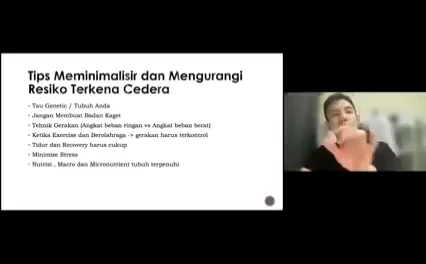 Tips Meminimalisir dan Mengurangi
Resiko Terkena Cedera
Tau Genetic / Tubuh Anda
Jangan Membuat Badan Kaget
Tehnik Gerakan (Angkat beban ringan vs Angkat beban berat)
Ketika Exercise dan Berolahraga -> gerakan harus terkontrol
Tidur dan Recovery harus cukup
Minimize Stress
Nutrisi , Macro dan Micronutrient tubuh terpenuhi